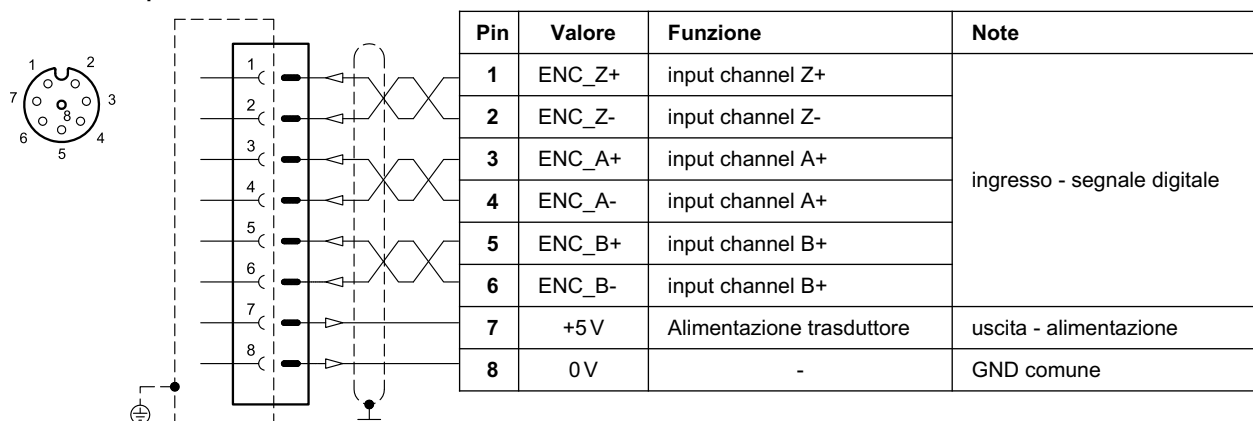 Pin Valore Funzione Note
1 ENC_Z+ input channel Z+
2 ENC_Z- input channel Z-
3 ENC_A+ input channel A+
ingresso - segnale digitale
4 ENC_A- input channel A+
5 ENC_B+ input channel B+
6 ENC_B- input channel B+
7 +5 V Alimentazione trasduttore uscita - alimentazione
8 0 V - GND comune
1 2
7 8 3
6 4
5
1
2
3
4
5
6
7
8